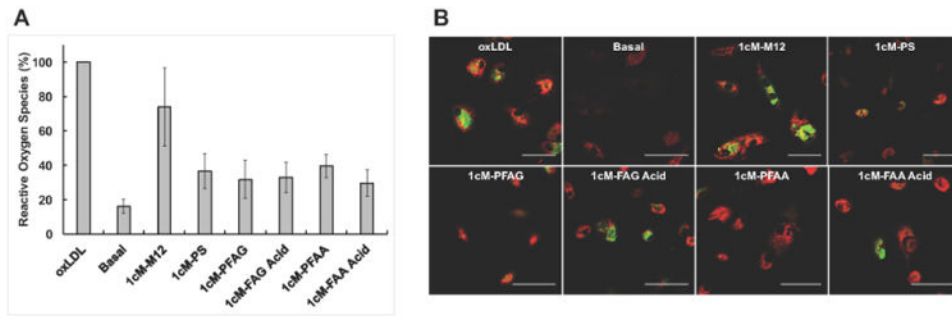 A
Reactive Oxygen Species (%)
100
80
60
40
20
0
oxLDL
Basal
1cM-M12
1cM-PS
1cM-PFAG
1cM-FAG Acid
1cM-PFAA
1cM-FAA Acid
B
oxLDL Basal 1cM-M12 1cM-PS
1cM-PFAG 1cM-FAG Acid 1cM-PFAA 1cM-FAA Acid